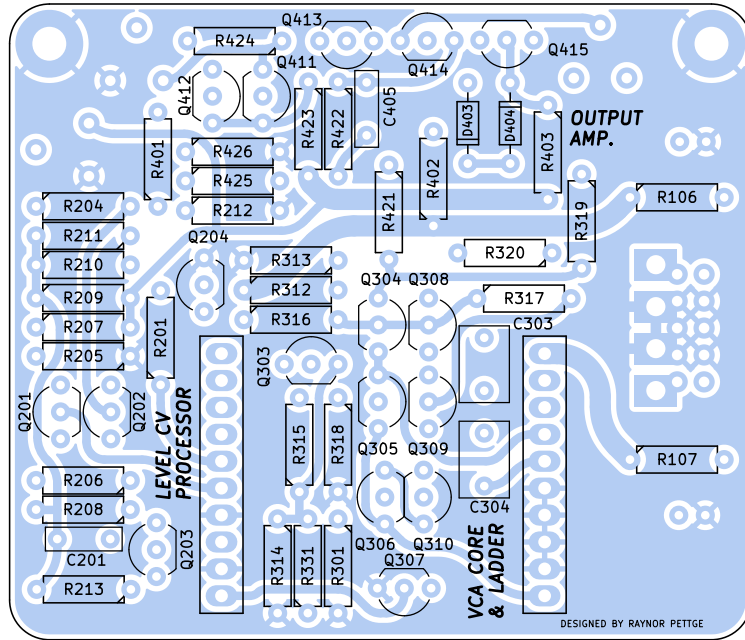 Q413
R424
Q414
Q415
Q411
Q412
R423
R422
C405
D403
D404
R403
OUTPUT
AMP.
R401
R426
R425
R212
R421
R402
R319
R106
R204
R211
R210
R209
R207
R205
Q204
R313
R312
R316
R320
Q304
Q308
R317
C303
R201
Q303
Q201
Q202
LEVEL CV
PROCESSOR
R315
R318
Q305
Q309
C304
R107
R206
R208
C201
R213
Q203
R314
R331
R301
Q306
Q310
Q307
VCA CORE
& LADDER
DESIGNED BY RAYNOR PETTGE